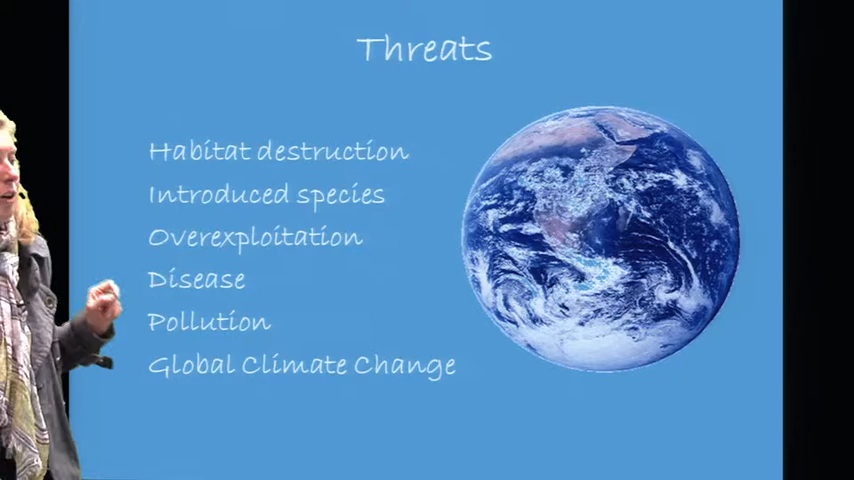 Threats
Habitat destruction
Introduced species
Overexploitation
Disease
Pollution
Global Climate Change